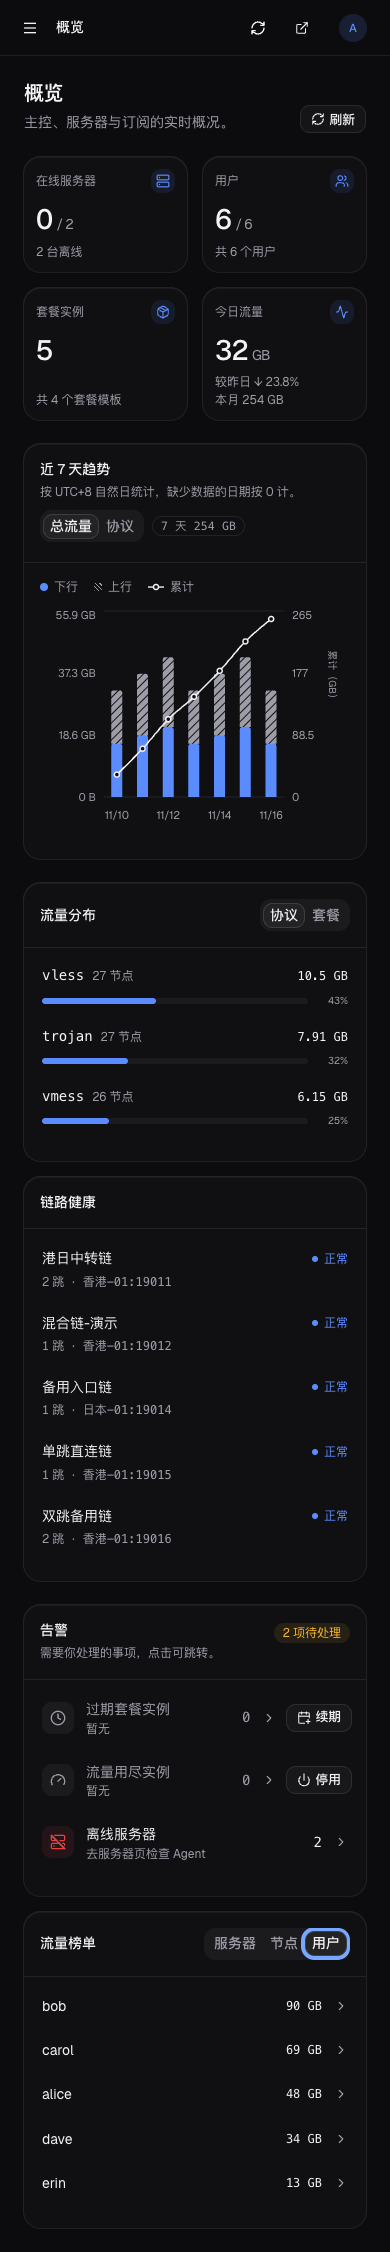 概览
A
概览
主控、服务器与订阅的实时概况。
刷新
在线服务器
0 / 2
2 台离线
用户
6 / 6
共 6 个用户
套餐实例
5
共 4 个套餐模板
今日流量
32 GB
较昨日 ↓ 23.8%
本月 254 GB
近 7 天趋势
按 UTC+8 自然日统计，缺少数据的日期按 0 计。
总流量 协议 7 天 254 GB
下行 上行 累计
55.9 GB
37.3 GB
18.6 GB
0 B
265
177
88.5
0
累计 (GB)
11/10 11/12 11/14 11/16
流量分布
协议 套餐
vless 27 节点 10.5 GB
43%
trojan 27 节点 7.91 GB
32%
vmess 26 节点 6.15 GB
25%
链路健康
港日中转链 正常
2 跳 · 香港-01:19011
混合链-演示 正常
1 跳 · 香港-01:19012
备用入口链 正常
1 跳 · 日本-01:19014
单跳直连链 正常
1 跳 · 香港-01:19015
双跳备用链 正常
2 跳 · 香港-01:19016
告警
2 项待处理
需要你处理的事项，点击可跳转。
过期套餐实例
暂无
0
续期
流量用尽实例
暂无
0
停用
离线服务器
去服务器页检查 Agent
2
流量榜单
服务器 节点 用户
bob 90 GB
carol 69 GB
alice 48 GB
dave 34 GB
erin 13 GB